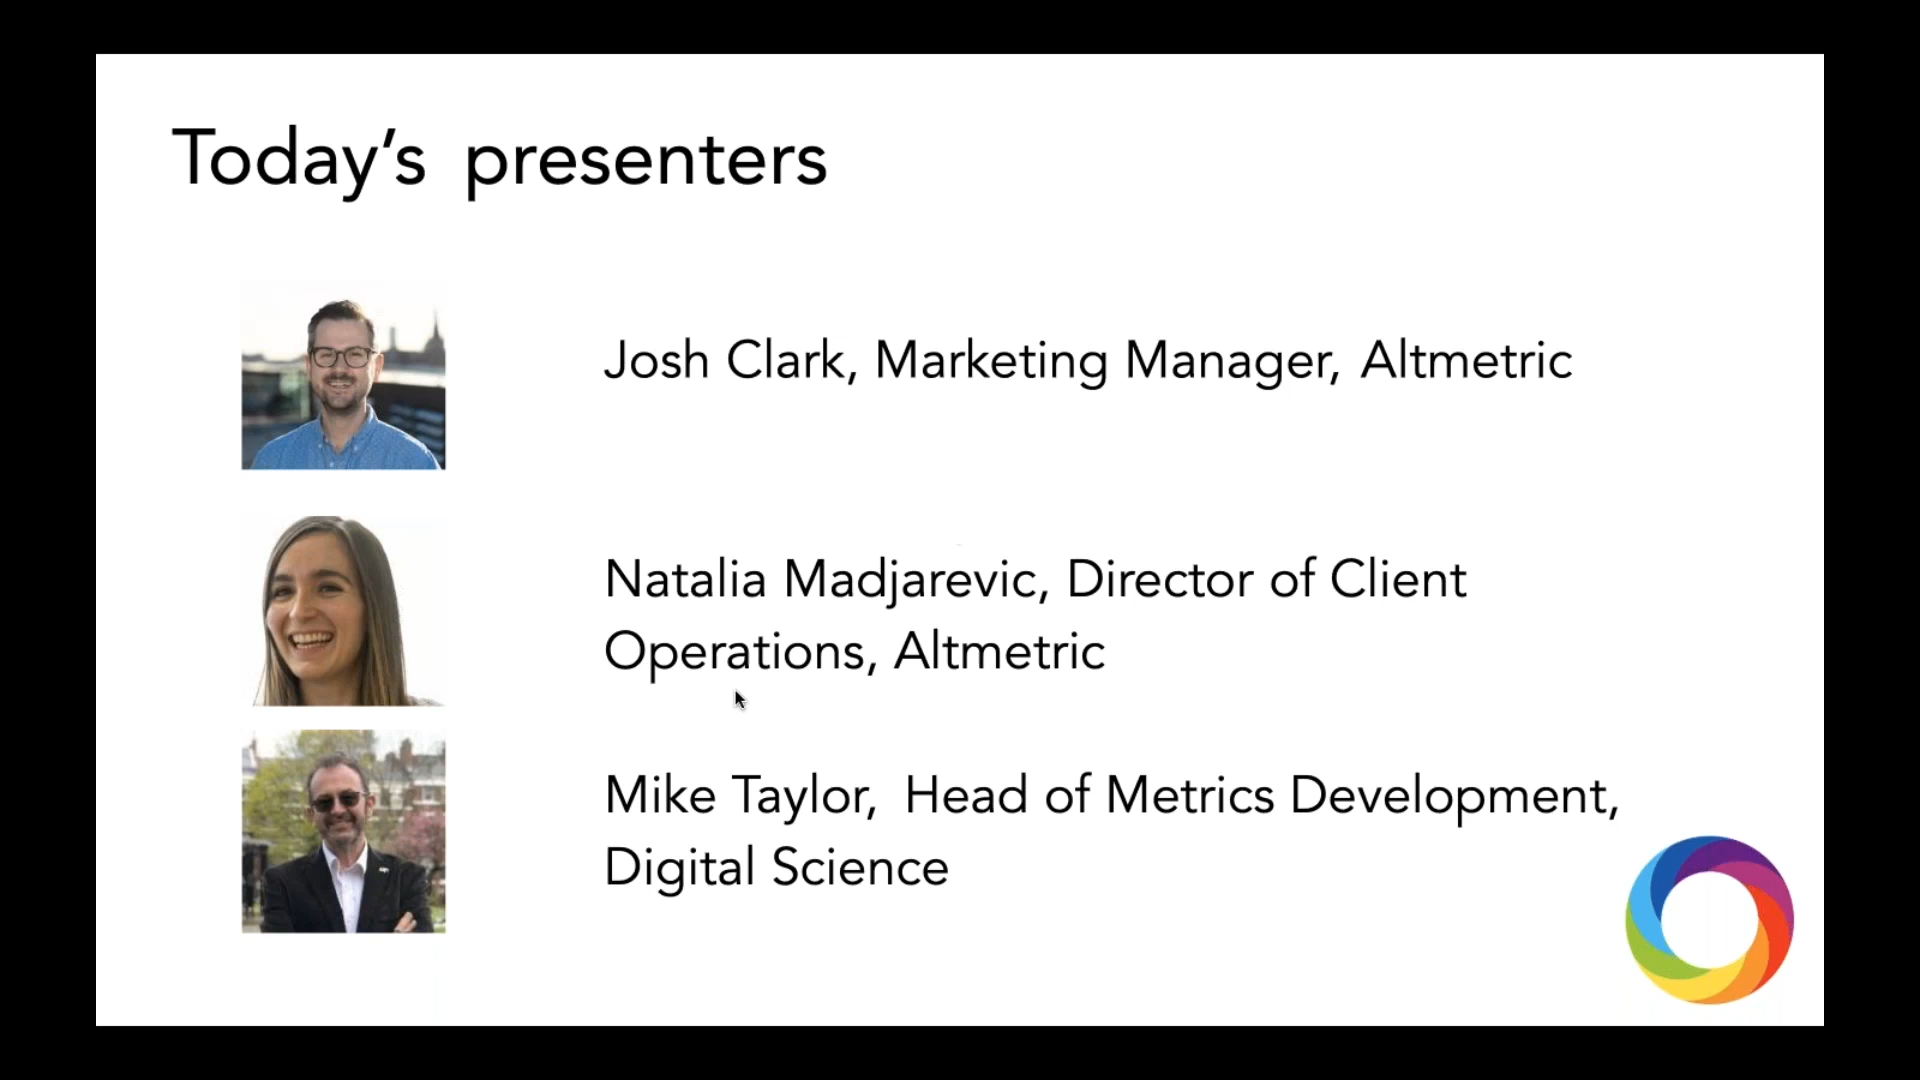 Today’s presenters
Josh Clark, Marketing Manager, Altmetric
Natalia Madjarevic, Director of Client
Operations, Altmetric
Mike Taylor, Head of Metrics Development,
Digital Science